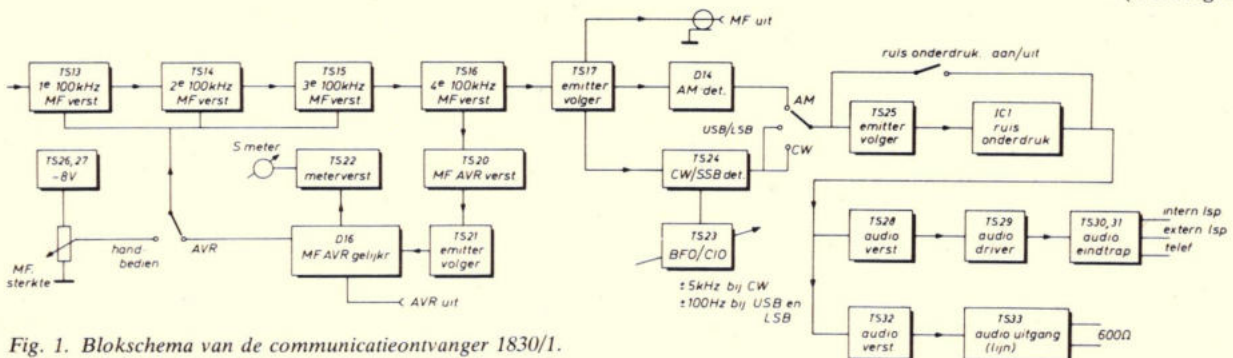 MF uit
ruis onderdruk. aan/uit
TS13
1e 100kHz
MF verst
TS14
2e 100kHz
MF verst
TS15
3e 100kHz
MF verst
TS16
4e 100kHz
MF verst
TS17
emitter
volger
D14
AM det.
AM
USB/LSB
CW
TS25
emitter
volger
IC1
ruis
onderdruk
TS26,27
-8V
S meter
TS22
meterverst
TS20
MF AVR verst
TS24
CW/SSB det.
MF.
sterkte
hand-
bedien
AVR
D16
MF AVR gelijkr
TS21
emitter
volger
TS23
BFO/CIO
TS28
audio
verst
TS29
audio
driver
TS30,31
audio
eindtrap
intern lsp
extern lsp
telef
AVR uit
±5kHz bij CW
±100Hz bij USB en
LSB
TS32
audio
verst
TS33
audio uitgang
(lijn)
600Ω
Fig. 1. Blokschema van de communicatieontvanger 1830/1.